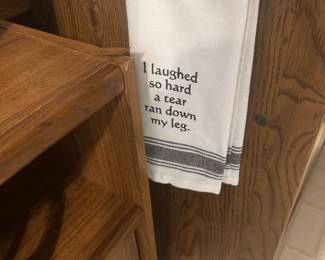 I laughed
so hard
a tear
ran down
my leg.